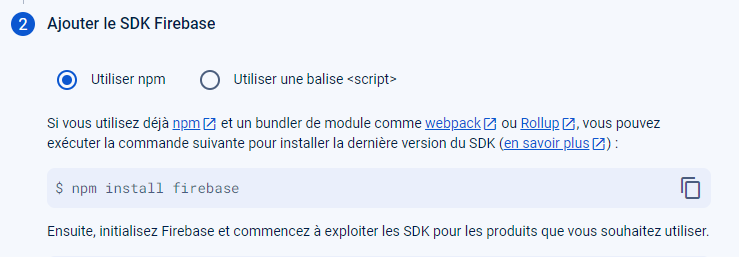 2 Ajouter le SDK Firebase
Utiliser npm Utiliser une balise <script>
Si vous utilisez déjà npm et un bundler de module comme webpack ou Rollup, vous pouvez
exécuter la commande suivante pour installer la dernière version du SDK (en savoir plus) :
$ npm install firebase
Ensuite, initialisez Firebase et commencez à exploiter les SDK pour les produits que vous souhaitez utiliser.